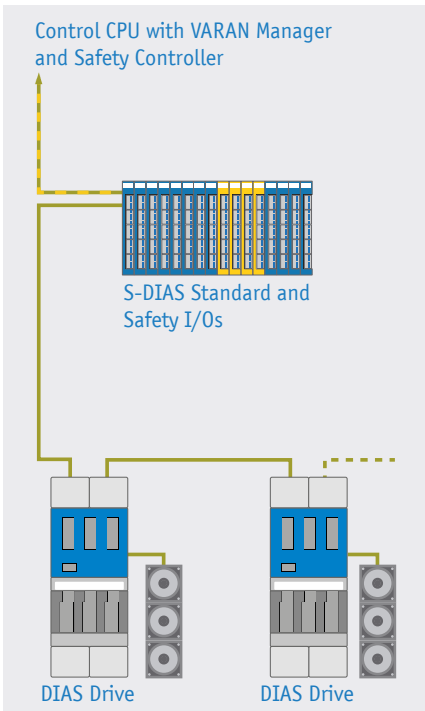 Control CPU with VARAN Manager
and Safety Controller
S-DIAS Standard and
Safety I/Os
DIAS Drive
DIAS Drive